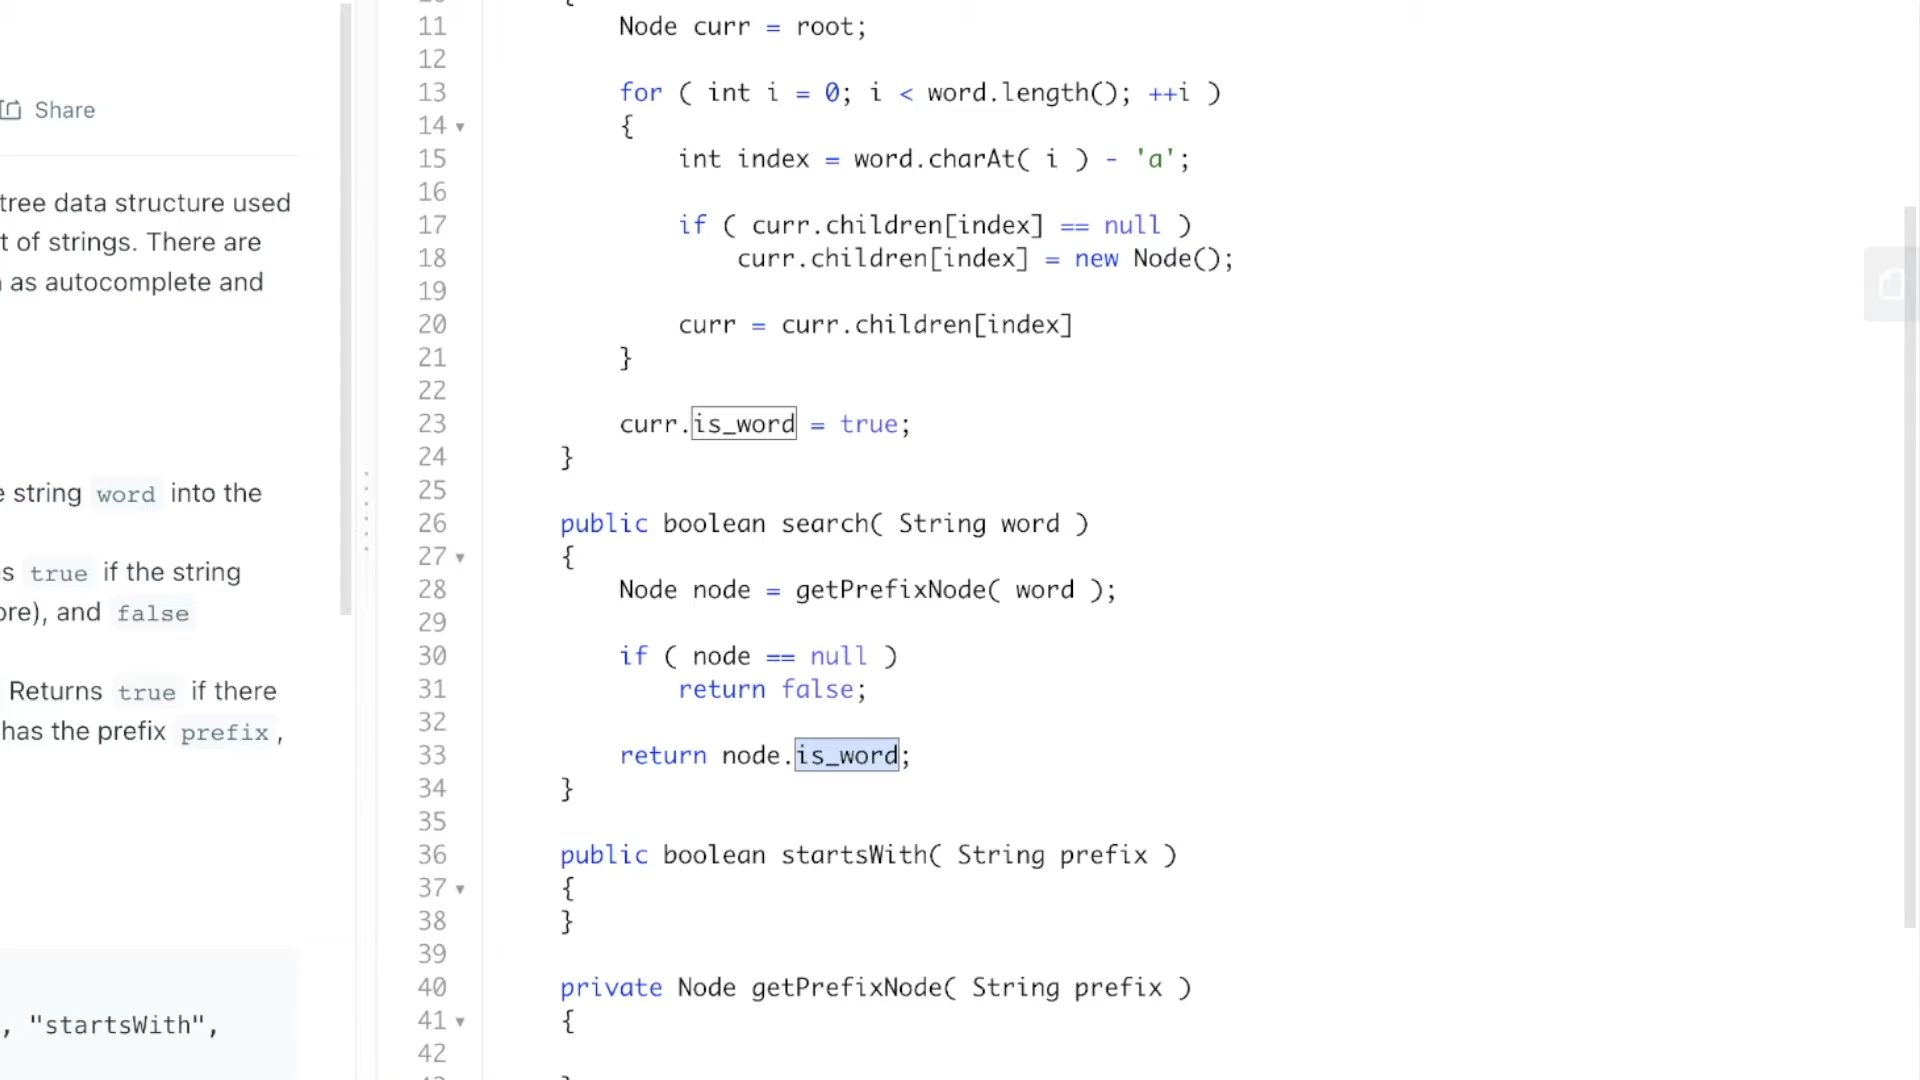 Share
tree data structure used
t of strings. There are
as autocomplete and
e string word into the
s true if the string
ore), and false
Returns true if there
has the prefix prefix,
, "startsWith",
11 Node curr = root;
12
13 for ( int i = 0; i < word.length(); ++i )
14 {
15 int index = word.charAt( i ) - 'a';
16
17 if ( curr.children[index] == null )
18 curr.children[index] = new Node();
19
20 curr = curr.children[index]
21 }
22
23 curr.is_word = true;
24 }
25
26 public boolean search( String word )
27 {
28 Node node = getPrefixNode( word );
29
30 if ( node == null )
31 return false;
32
33 return node.is_word;
34 }
35
36 public boolean startsWith( String prefix )
37 {
38 }
39
40 private Node getPrefixNode( String prefix )
41 {
42